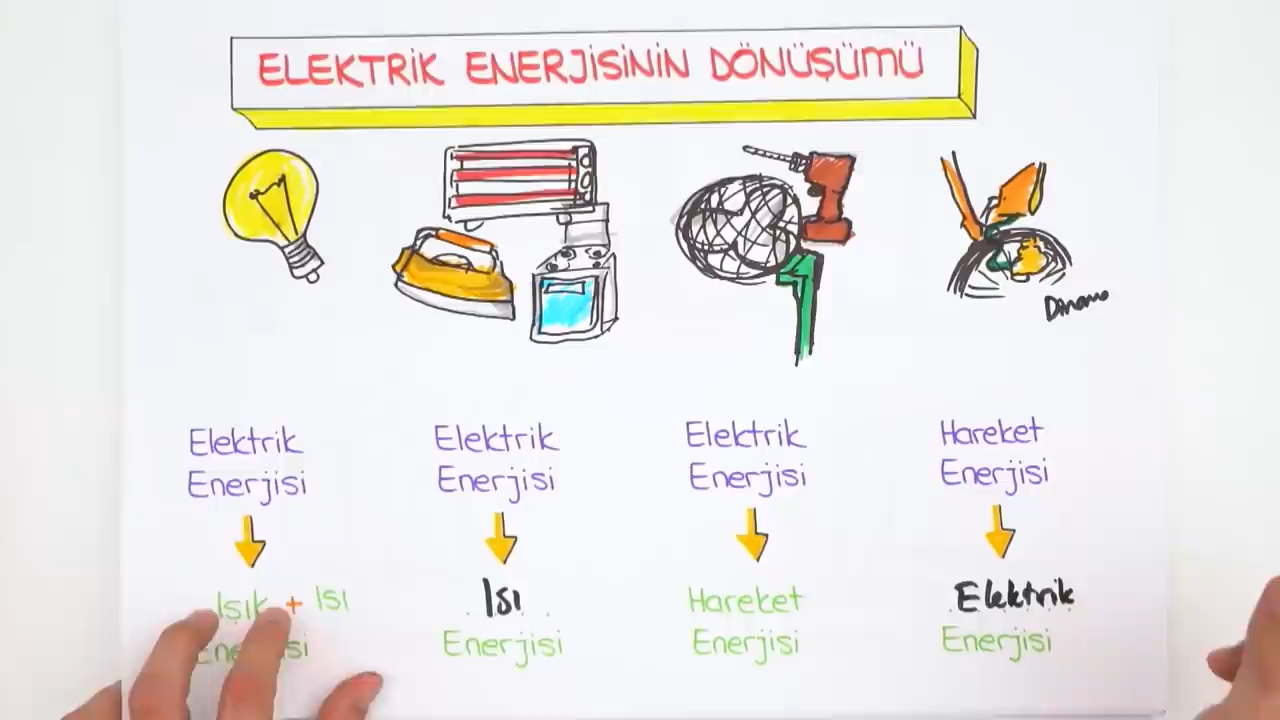 ELEKTRİK ENERJİSİNİN DÖNÜŞÜMÜ
Dinamo
Elektrik
Enerjisi
Işık + Isı
Enerjisi
Elektrik
Enerjisi
Isı
Enerjisi
Elektrik
Enerjisi
Hareket
Enerjisi
Hareket
Enerjisi
Elektrik
Enerjisi